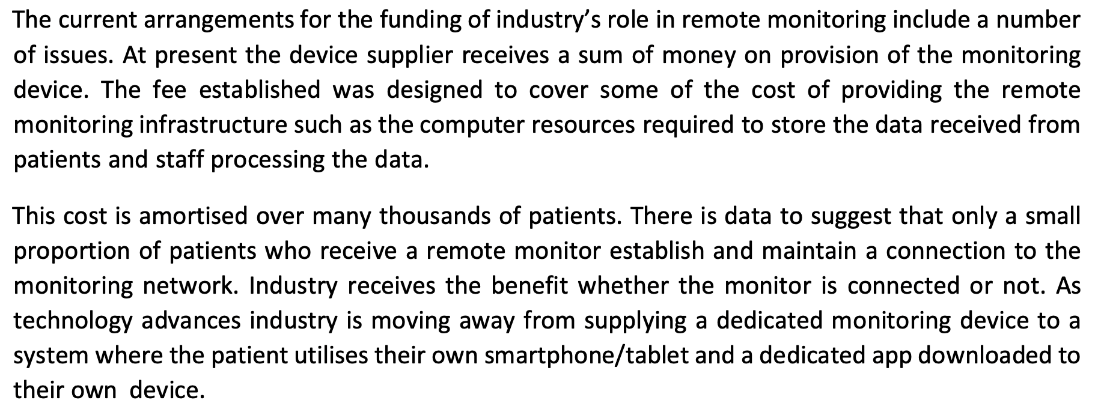 The current arrangements for the funding of industry’s role in remote monitoring include a number
of issues. At present the device supplier receives a sum of money on provision of the monitoring
device. The fee established was designed to cover some of the cost of providing the remote
monitoring infrastructure such as the computer resources required to store the data received from
patients and staff processing the data.
This cost is amortised over many thousands of patients. There is data to suggest that only a small
proportion of patients who receive a remote monitor establish and maintain a connection to the
monitoring network. Industry receives the benefit whether the monitor is connected or not. As
technology advances industry is moving away from supplying a dedicated monitoring device to a
system where the patient utilises their own smartphone/tablet and a dedicated app downloaded to
their own  device.